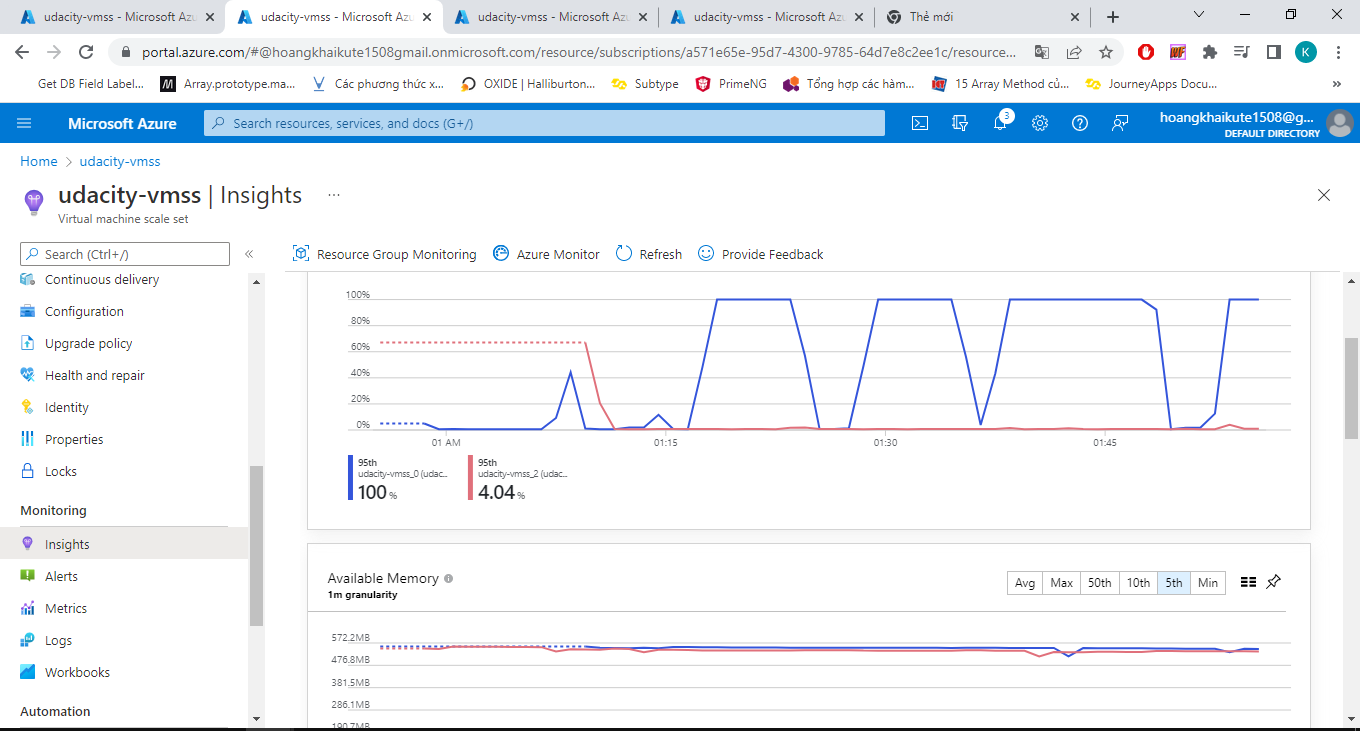 udacity-vmss - Microsoft Azu
udacity-vmss - Microsoft Azu
udacity-vmss - Microsoft Azu
udacity-vmss - Microsoft Azu
Thẻ mới
portal.azure.com/#@hoangkhaikute1508gmail.onmicrosoft.com/resource/subscriptions/a571e65e-95d7-4300-9785-64d7e8c2ee1c/resource...
K
Get DB Field Label...
Array.prototype.ma...
Các phương thức x...
OXIDE | Halliburton...
Subtype
PrimeNG
Tổng hợp các hàm...
15 Array Method củ...
JourneyApps Docu...
»
Microsoft Azure
Search resources, services, and docs (G+/)
3
hoangkhaikute1508@g...
DEFAULT DIRECTORY
Home > udacity-vmss
udacity-vmss | Insights ...
Virtual machine scale set
Search (Ctrl+/)
«
Resource Group Monitoring
Azure Monitor
Refresh
Provide Feedback
Continuous delivery
Configuration
Upgrade policy
Health and repair
Identity
Properties
Locks
Monitoring
Insights
Alerts
Metrics
Logs
Workbooks
Automation
100%
80%
60%
40%
20%
0%
01 AM
01:15
01:30
01:45
95th
udacity-vmss_0 (udac...
100 %
95th
udacity-vmss_2 (udac...
4.04 %
Available Memory
1m granularity
Avg
Max
50th
10th
5th
Min
572.2MB
476.8MB
381.5MB
286.1MB
190.7MB